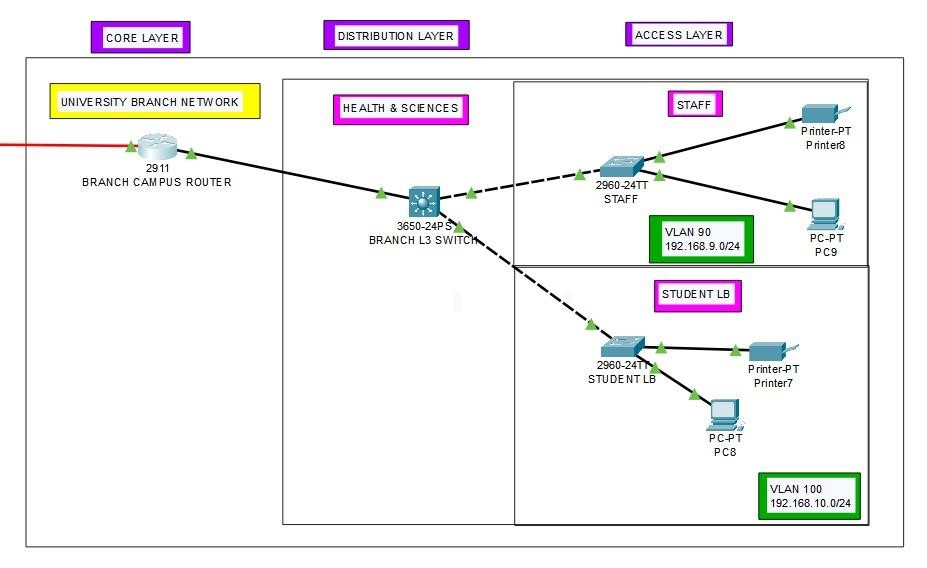 CORE LAYER
DISTRIBUTION LAYER
ACCESS LAYER
UNIVERSITY BRANCH NETWORK
HEALTH & SCIENCES
STAFF
2911
BRANCH CAMPUS ROUTER
3650-24PS
BRANCH L3 SWITCH
2960-24TT
STAFF
Printer-PT
Printer8
PC-PT
PC9
VLAN 90
192.168.9.0/24
STUDENT LB
2960-24TT
STUDENT LB
Printer-PT
Printer7
PC-PT
PC8
VLAN 100
192.168.10.0/24